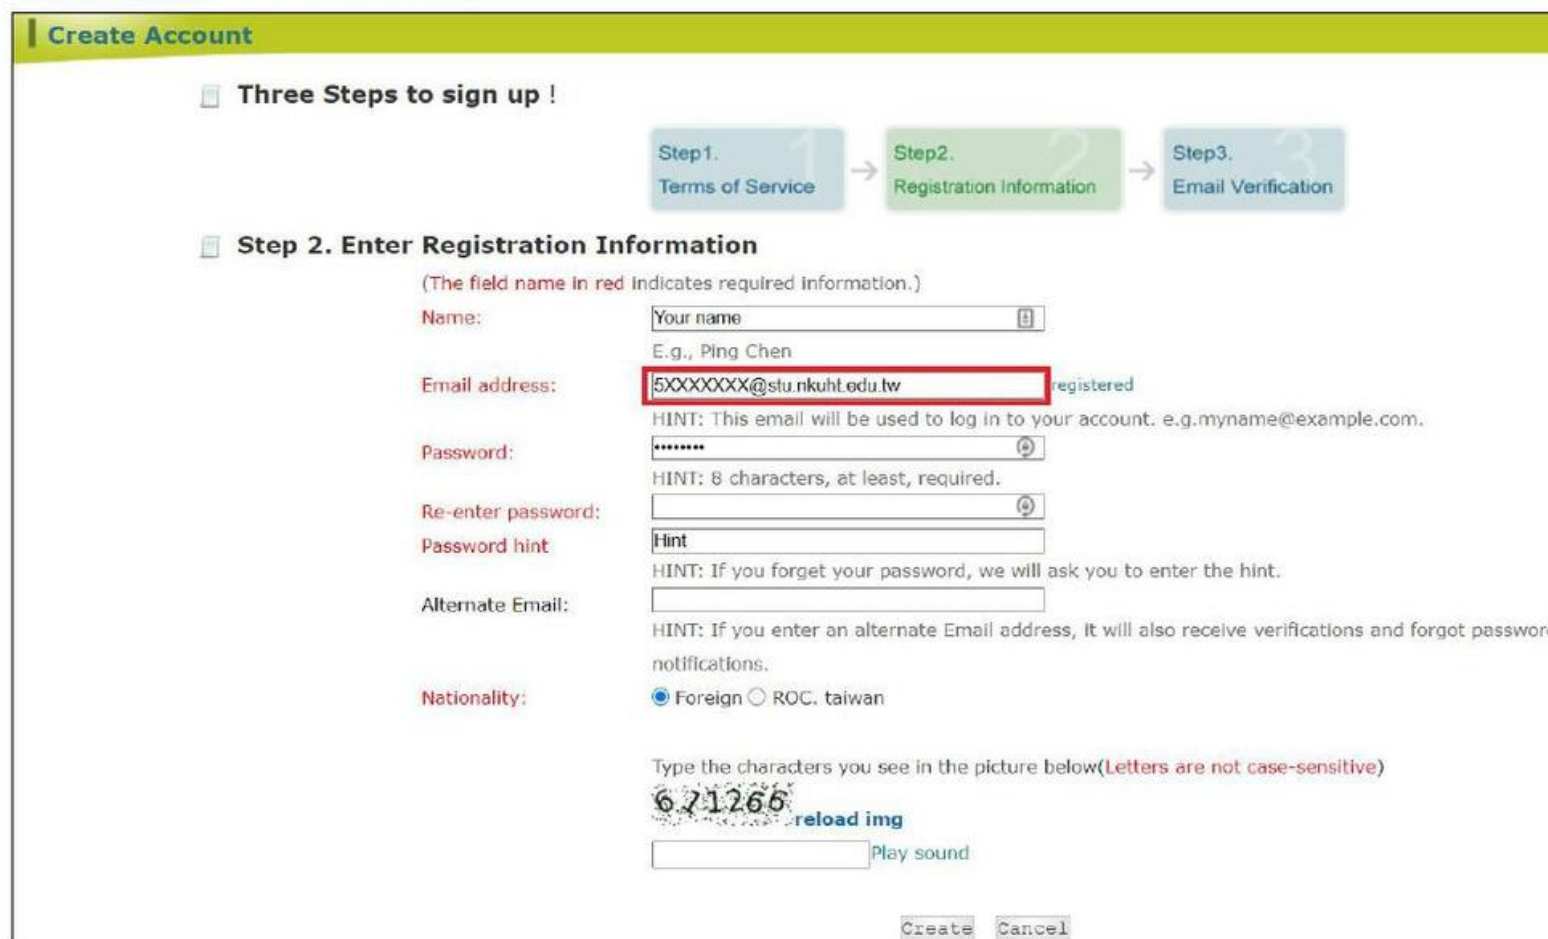 Create Account
Three Steps to sign up !
Step1.
Terms of Service
Step2.
Registration Information
Step3.
Email Verification
Step 2. Enter Registration Information
(The field name in red indicates required information.)
Name: Your name
E.g., Ping Chen
Email address: 5XXXXXXX@stu.nkuht.edu.tw registered
HINT: This email will be used to log in to your account. e.g.myname@example.com.
Password: ••••••••
HINT: 8 characters, at least, required.
Re-enter password:
Password hint Hint
HINT: If you forget your password, we will ask you to enter the hint.
Alternate Email:
HINT: If you enter an alternate Email address, it will also receive verifications and forgot password
notifications.
Nationality: Foreign ROC. taiwan
Type the characters you see in the picture below(Letters are not case-sensitive)
671266 reload img
Play sound
Create Cancel